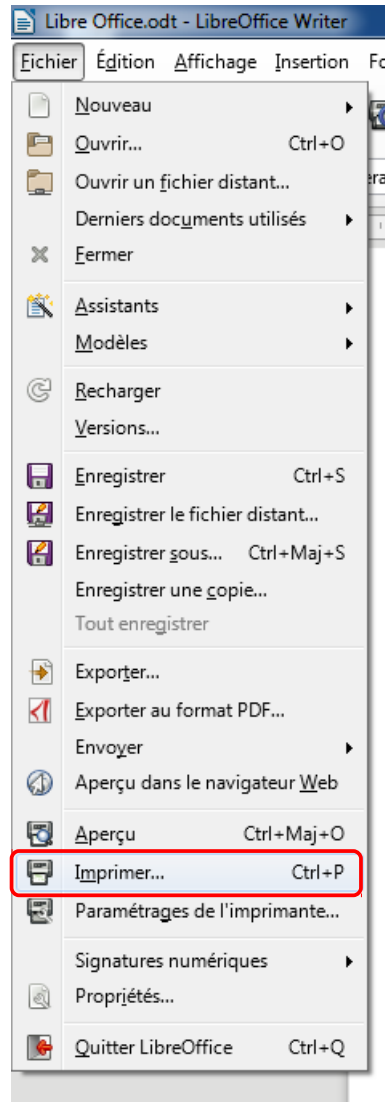 Libre Office.odt - LibreOffice Writer
Fichier Édition Affichage Insertion Fo
Nouveau
Ouvrir... Ctrl+O
Ouvrir un fichier distant...
Derniers documents utilisés
Fermer
Assistants
Modèles
Recharger
Versions...
Enregistrer Ctrl+S
Enregistrer le fichier distant...
Enregistrer sous... Ctrl+Maj+S
Enregistrer une copie...
Tout enregistrer
Exporter...
Exporter au format PDF...
Envoyer
Aperçu dans le navigateur Web
Aperçu Ctrl+Maj+O
Imprimer... Ctrl+P
Paramétrages de l'imprimante...
Signatures numériques
Propriétés...
Quitter LibreOffice Ctrl+Q